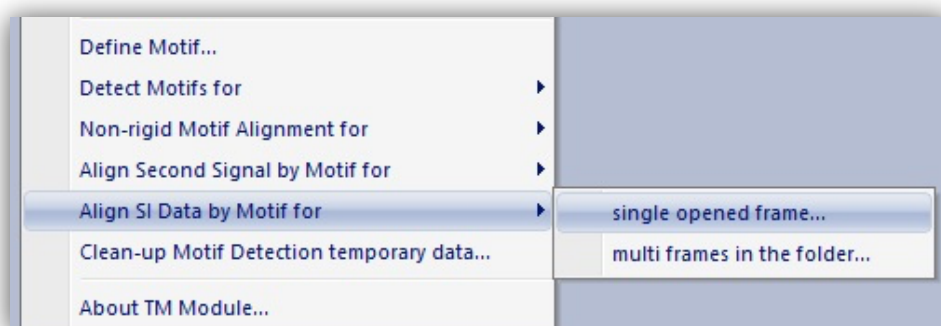 Define Motif...
Detect Motifs for
Non-rigid Motif Alignment for
Align Second Signal by Motif for
Align SI Data by Motif for
single opened frame...
Clean-up Motif Detection temporary data...
multi frames in the folder...
About TM Module...